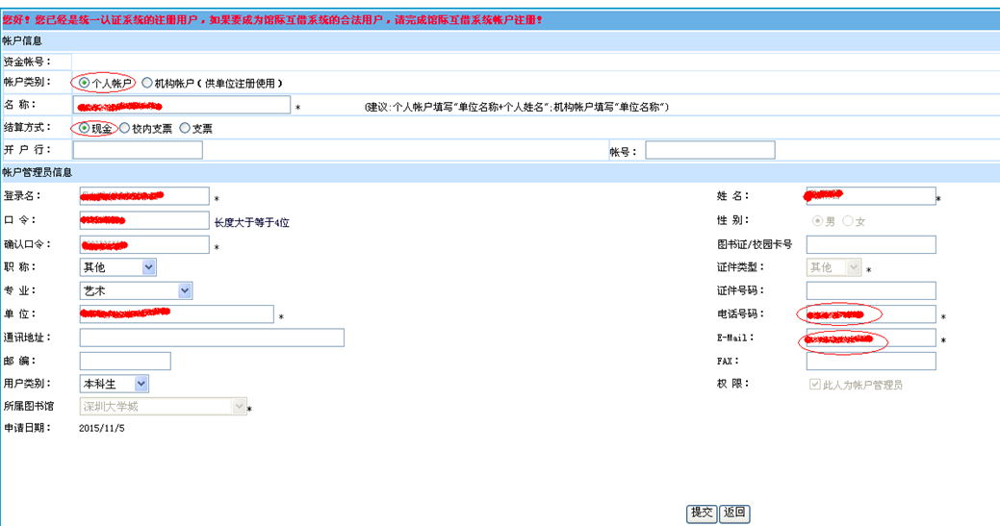 您好！您已经是统一认证系统的注册用户，如果要成为馆际互借系统的合法用户，请完成馆际互借系统帐户注册！
帐户信息
资金帐号：
帐户类别： 个人帐户 机构帐户（供单位注册使用）
名 称： * (建议:个人帐户填写"单位名称+个人姓名";机构帐户填写"单位名称")
结算方式： 现金 校内支票 支票
开 户 行： 帐号：
帐户管理员信息
登录名： * 姓 名： *
口 令： 长度大于等于4位 性 别： 男 女
确认口令： * 图书证/校园卡号
职 称： 其他 证件类型： 其他 *
专 业： 艺术 证件号码：
单 位： * 电话号码： *
通讯地址： E-Mail： *
邮 编： FAX：
用户类别： 本科生 权 限： 此人为帐户管理员
所属图书馆 深圳大学城 *
申请日期： 2015/11/5
提交 返回